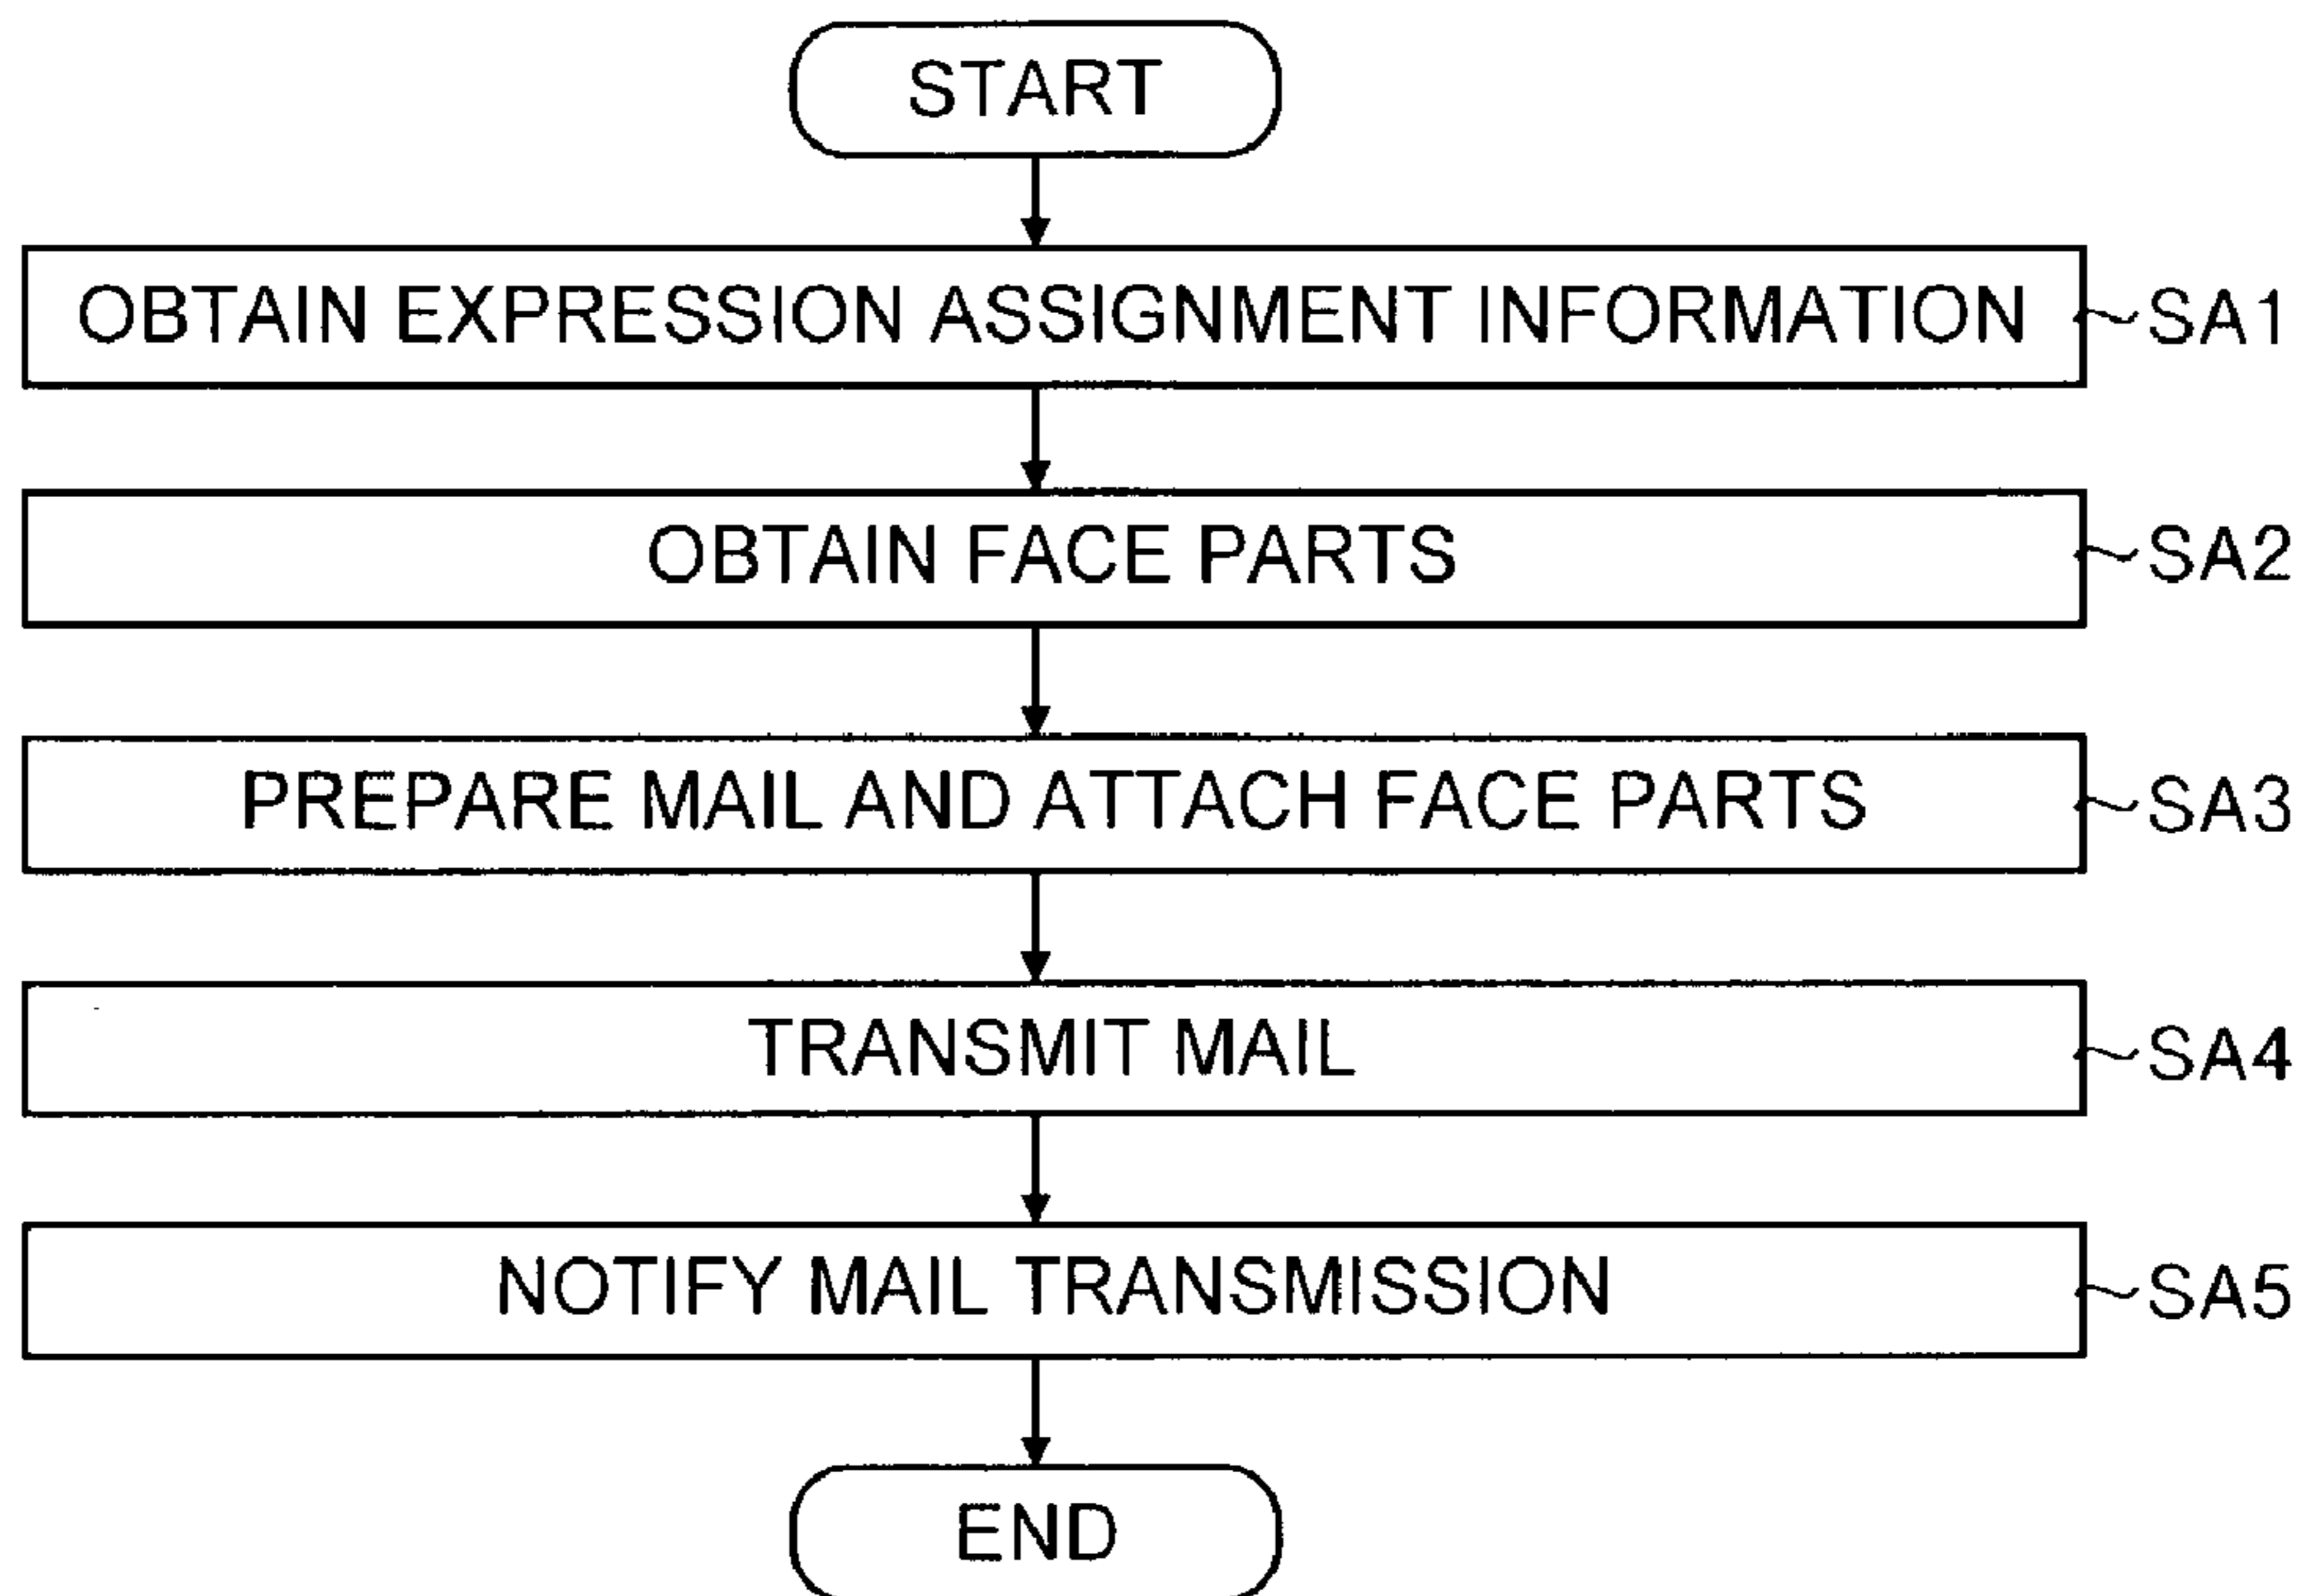 START
OBTAIN EXPRESSION ASSIGNMENT INFORMATION SA1
OBTAIN FACE PARTS SA2
PREPARE MAIL AND ATTACH FACE PARTS SA3
TRANSMIT MAIL SA4
NOTIFY MAIL TRANSMISSION SA5
END